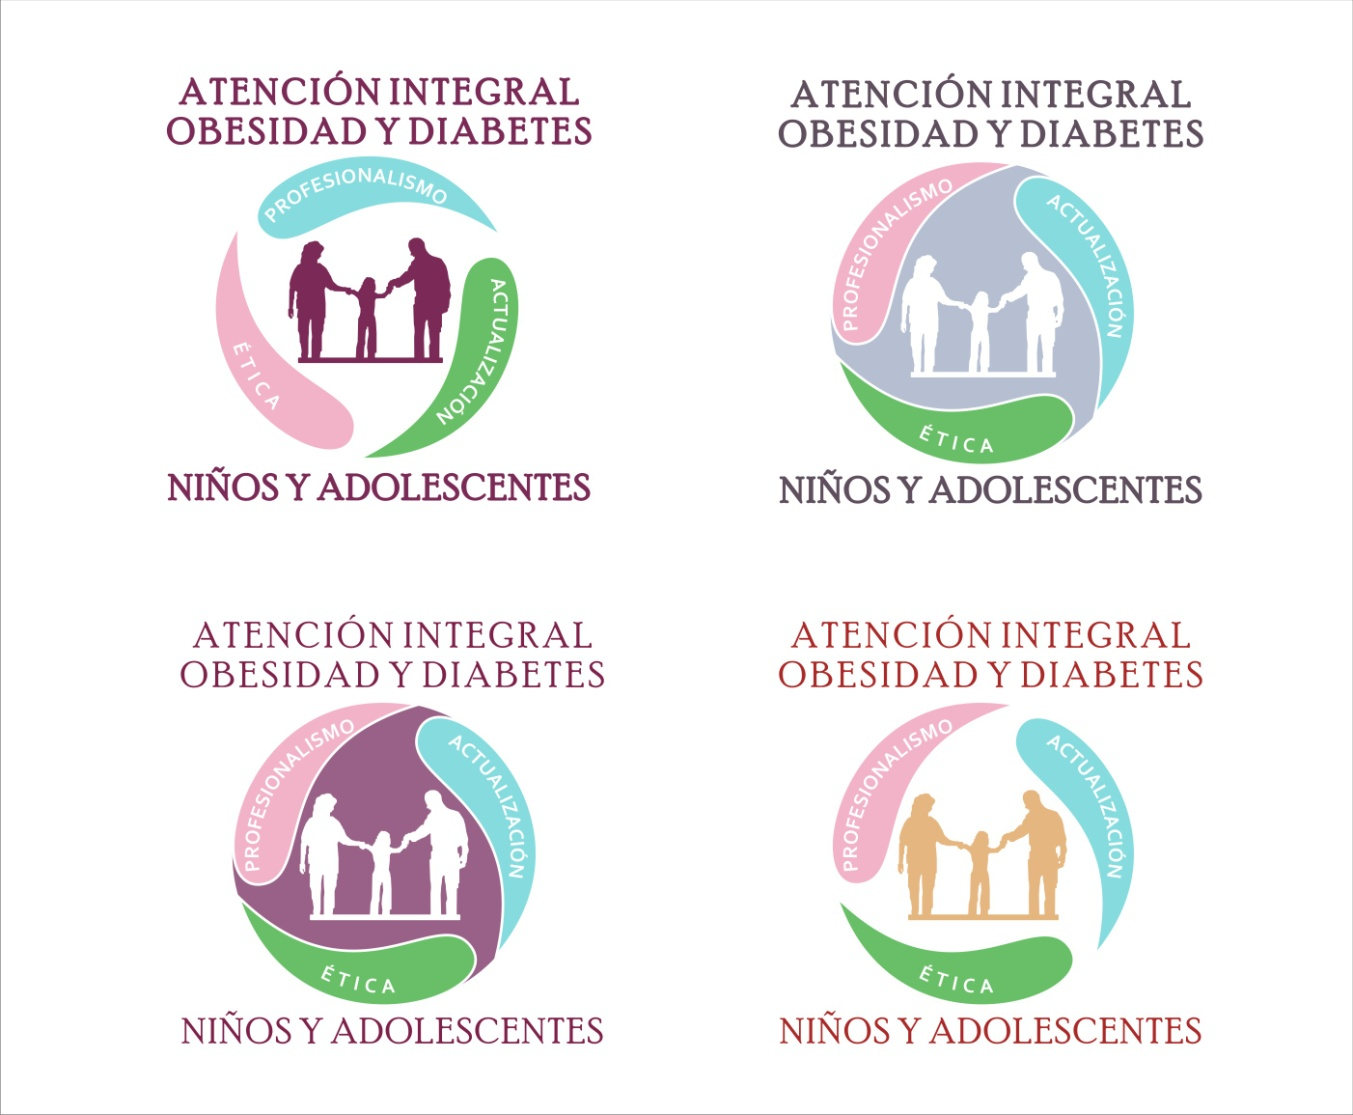 ATENCIÓN INTEGRAL
OBESIDAD Y DIABETES
PROFESIONALISMO
ACTUALIZACIÓN
ÉTICA
NIÑOS Y ADOLESCENTES
ATENCIÓN INTEGRAL
OBESIDAD Y DIABETES
PROFESIONALISMO
ACTUALIZACIÓN
ÉTICA
NIÑOS Y ADOLESCENTES
ATENCIÓN INTEGRAL
OBESIDAD Y DIABETES
PROFESIONALISMO
ACTUALIZACIÓN
ÉTICA
NIÑOS Y ADOLESCENTES
ATENCIÓN INTEGRAL
OBESIDAD Y DIABETES
PROFESIONALISMO
ACTUALIZACIÓN
ÉTICA
NIÑOS Y ADOLESCENTES